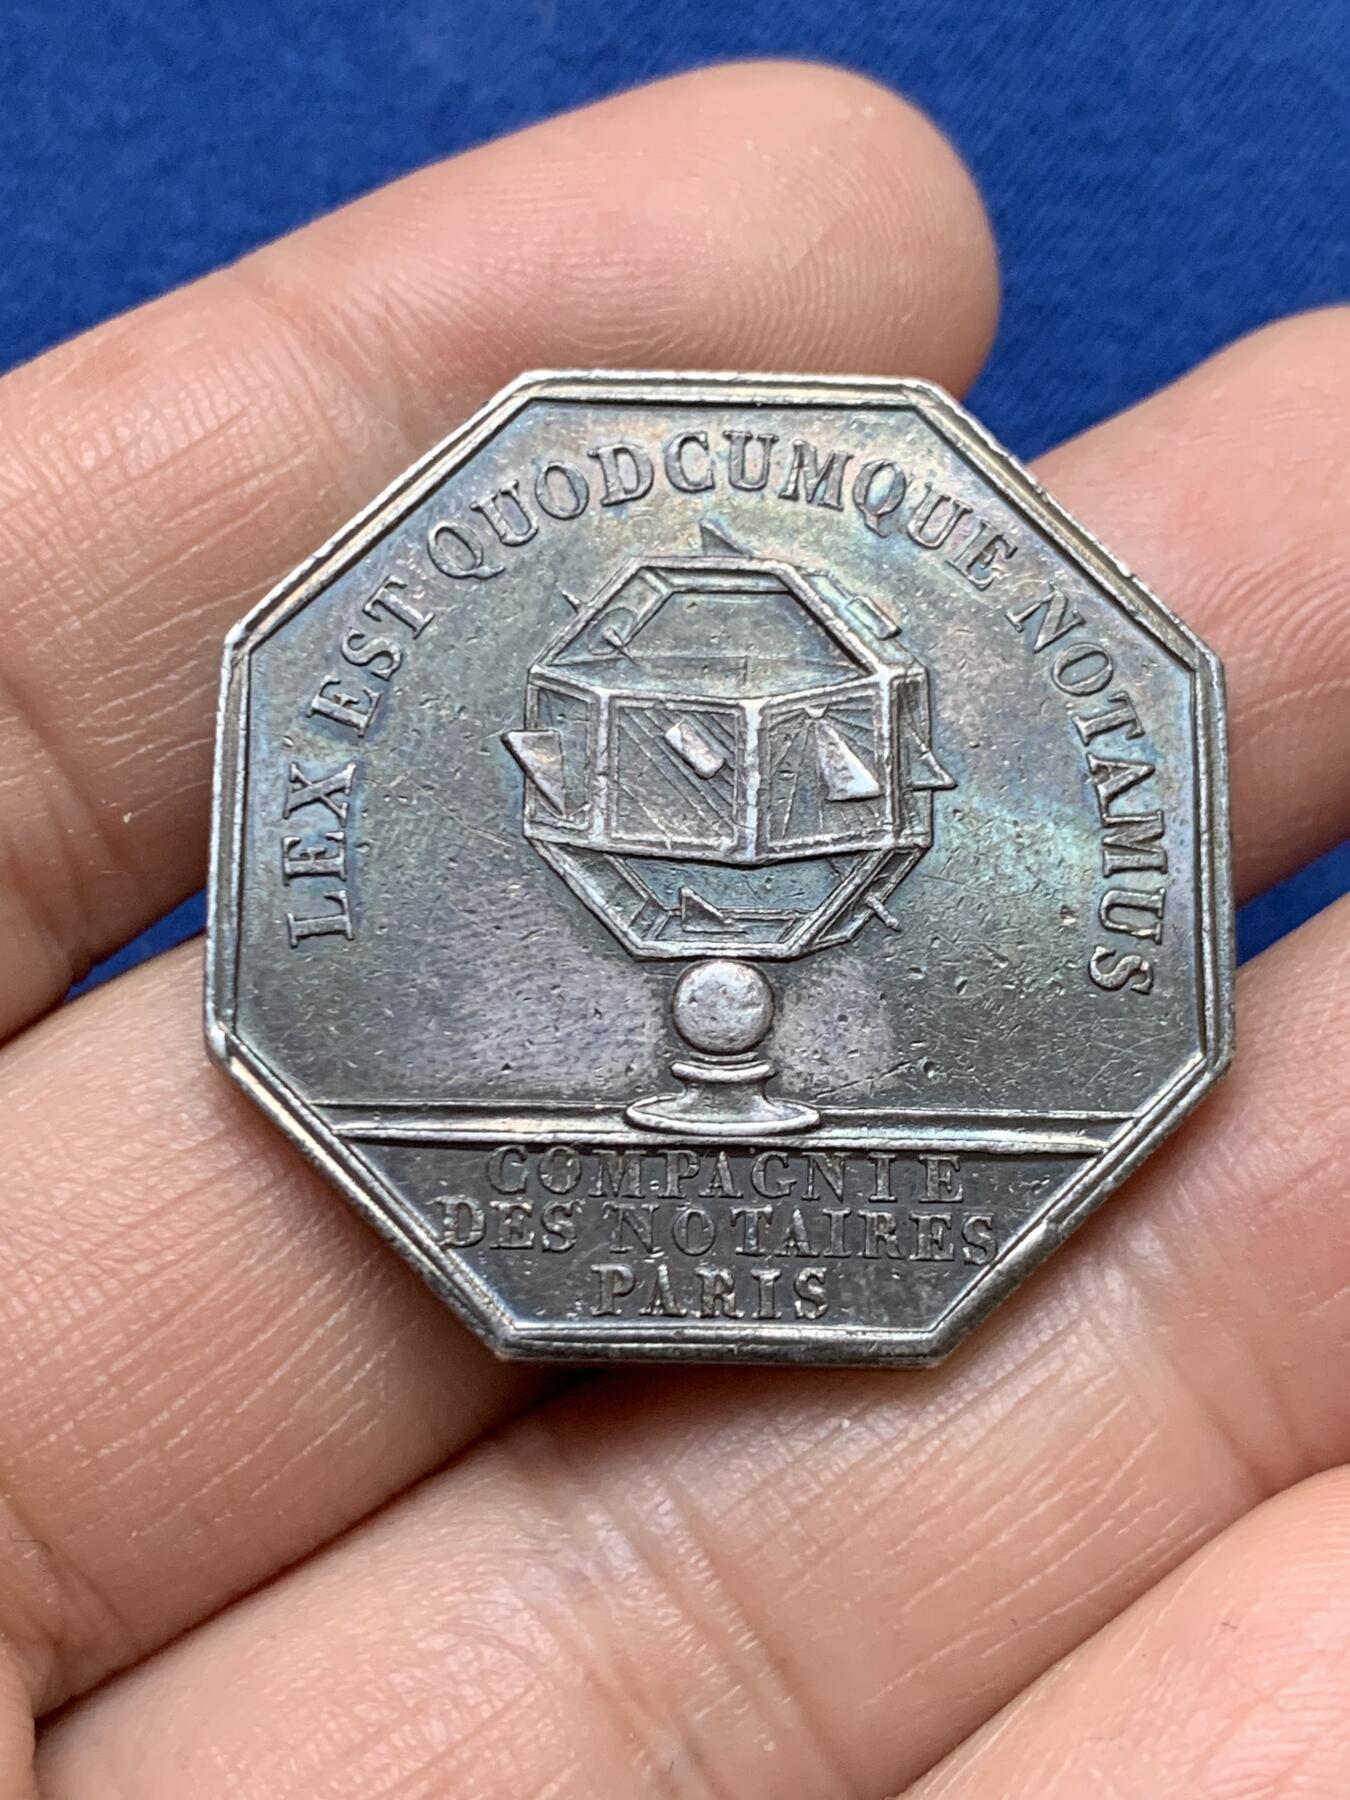 LEX EST QUODCUMQUE NOTAMUS
COMPAGNIE
DES NOTAIRES
PARIS